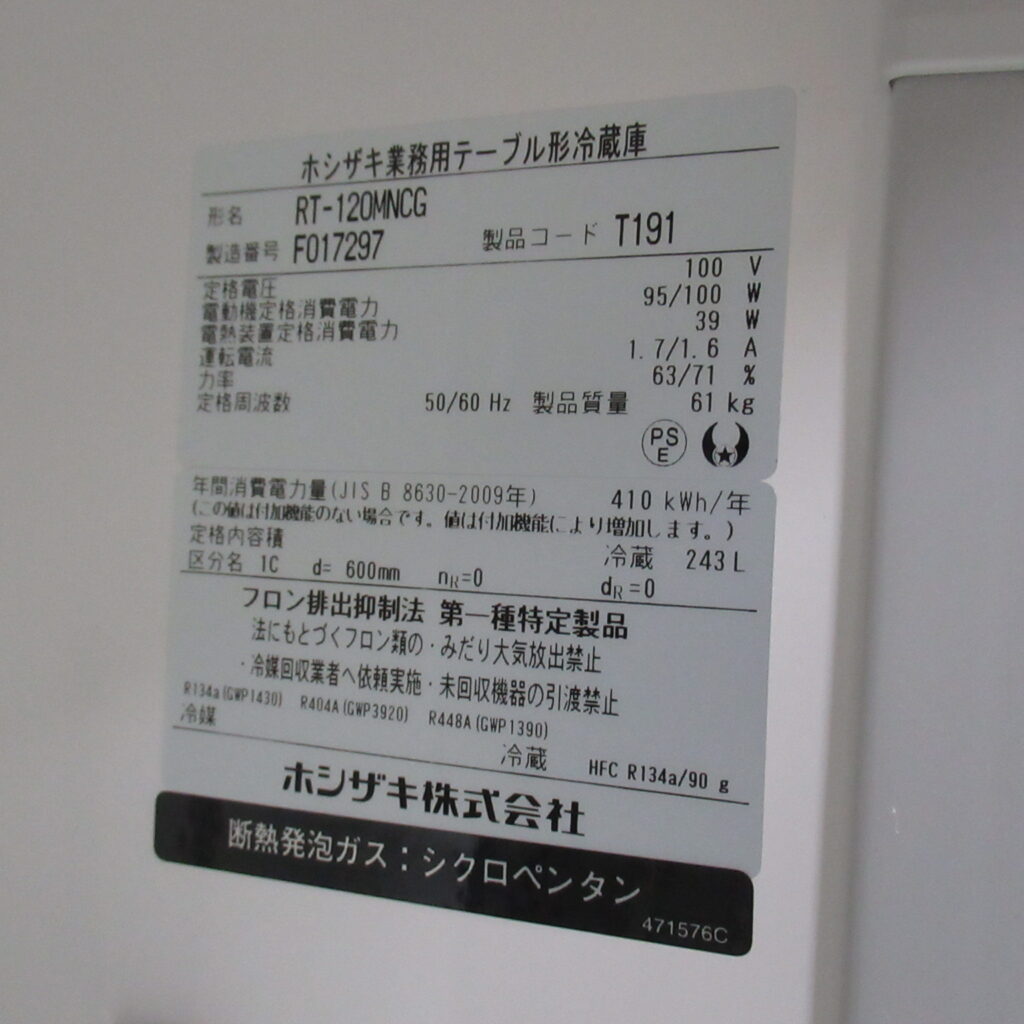 ホシザキ業務用テーブル形冷蔵庫
形名 RT-120MNCG
製造番号 F017297 製品コード T191
定格電圧 100 V
電動機定格消費電力 95/100 W
電熱装置定格消費電力 39 W
運転電流 1.7/1.6 A
力率 63/71 %
定格周波数 50/60 Hz 製品質量 61 kg
PS
E
年間消費電力量(JIS B 8630-2009年) 410 kWh/年
(この値は付加機能のない場合です。値は付加機能により増加します。)
定格内容積 冷蔵 243 L
区分名 1C d= 600mm nR=0 dR=0
フロン排出抑制法 第一種特定製品
法にもとづくフロン類の・みだり大気放出禁止
・冷媒回収業者へ依頼実施・未回収機器の引渡禁止
R134a(GWP1430) R404A(GWP3920) R448A(GWP1390)
冷媒
冷蔵 HFC R134a/90 g
ホシザキ株式会社
断熱発泡ガス:シクロペンタン
471576C